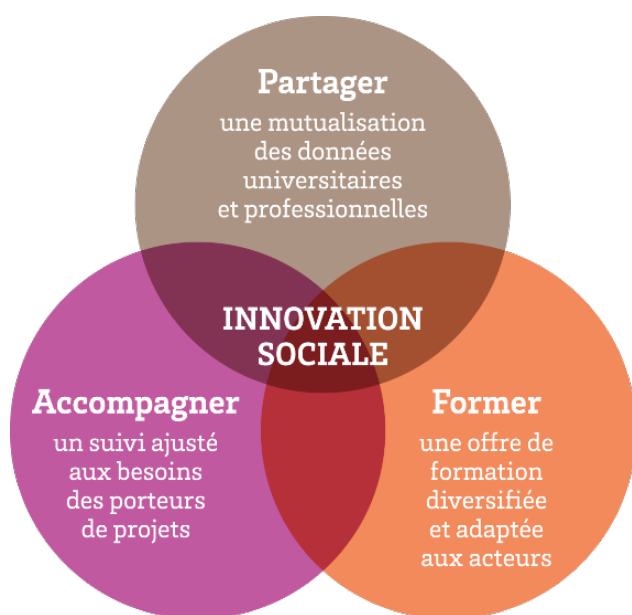 Partager
une mutualisation
des données
universitaires
et professionnelles
INNOVATION
SOCIALE
Accompagner
un suivi ajusté
aux besoins
des porteurs
de projets
Former
une offre de
formation
diversifiée
et adaptée
aux acteurs